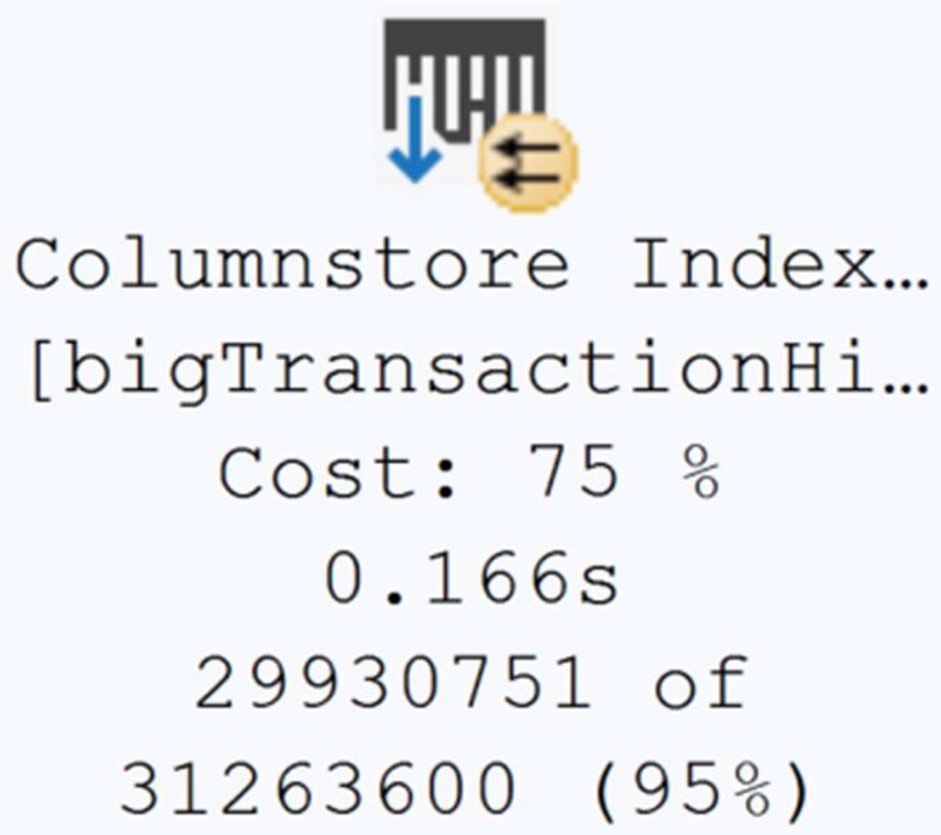 Columnstore Index…
[bigTransactionHi…
Cost: 75 %
0.166s
29930751 of
31263600 (95%)